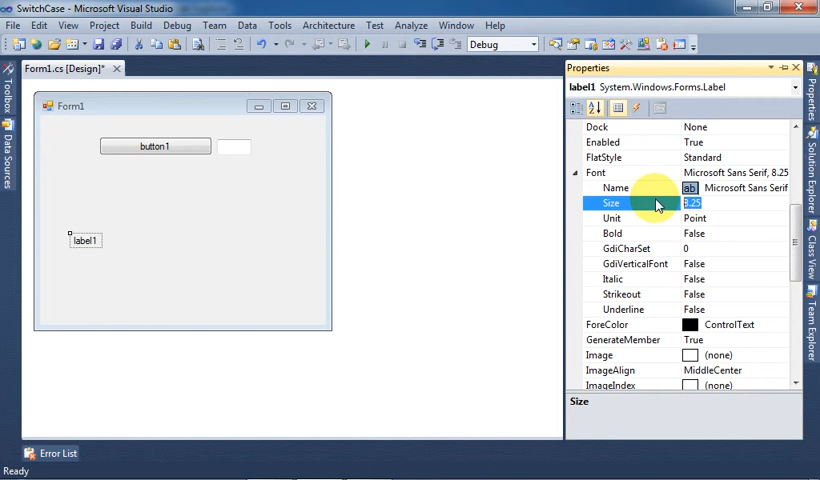 SwitchCase - Microsoft Visual Studio
File Edit View Project Build Debug Team Data Tools Architecture Test Analyze Window Help
Debug
Form1.cs [Design]*
Toolbox
Data Sources
Form1
button1
label1
Properties
label1 System.Windows.Forms.Label
Dock None
Enabled True
FlatStyle Standard
Font Microsoft Sans Serif, 8.25
Name ab Microsoft Sans Serif
Size 8.25
Unit Point
Bold False
GdiCharSet 0
GdiVerticalFont False
Italic False
Strikeout False
Underline False
ForeColor ControlText
GenerateMember True
Image (none)
ImageAlign MiddleCenter
ImageIndex (none)
Size
Properties
Solution Explorer
Class View
Team Explorer
Error List
Ready